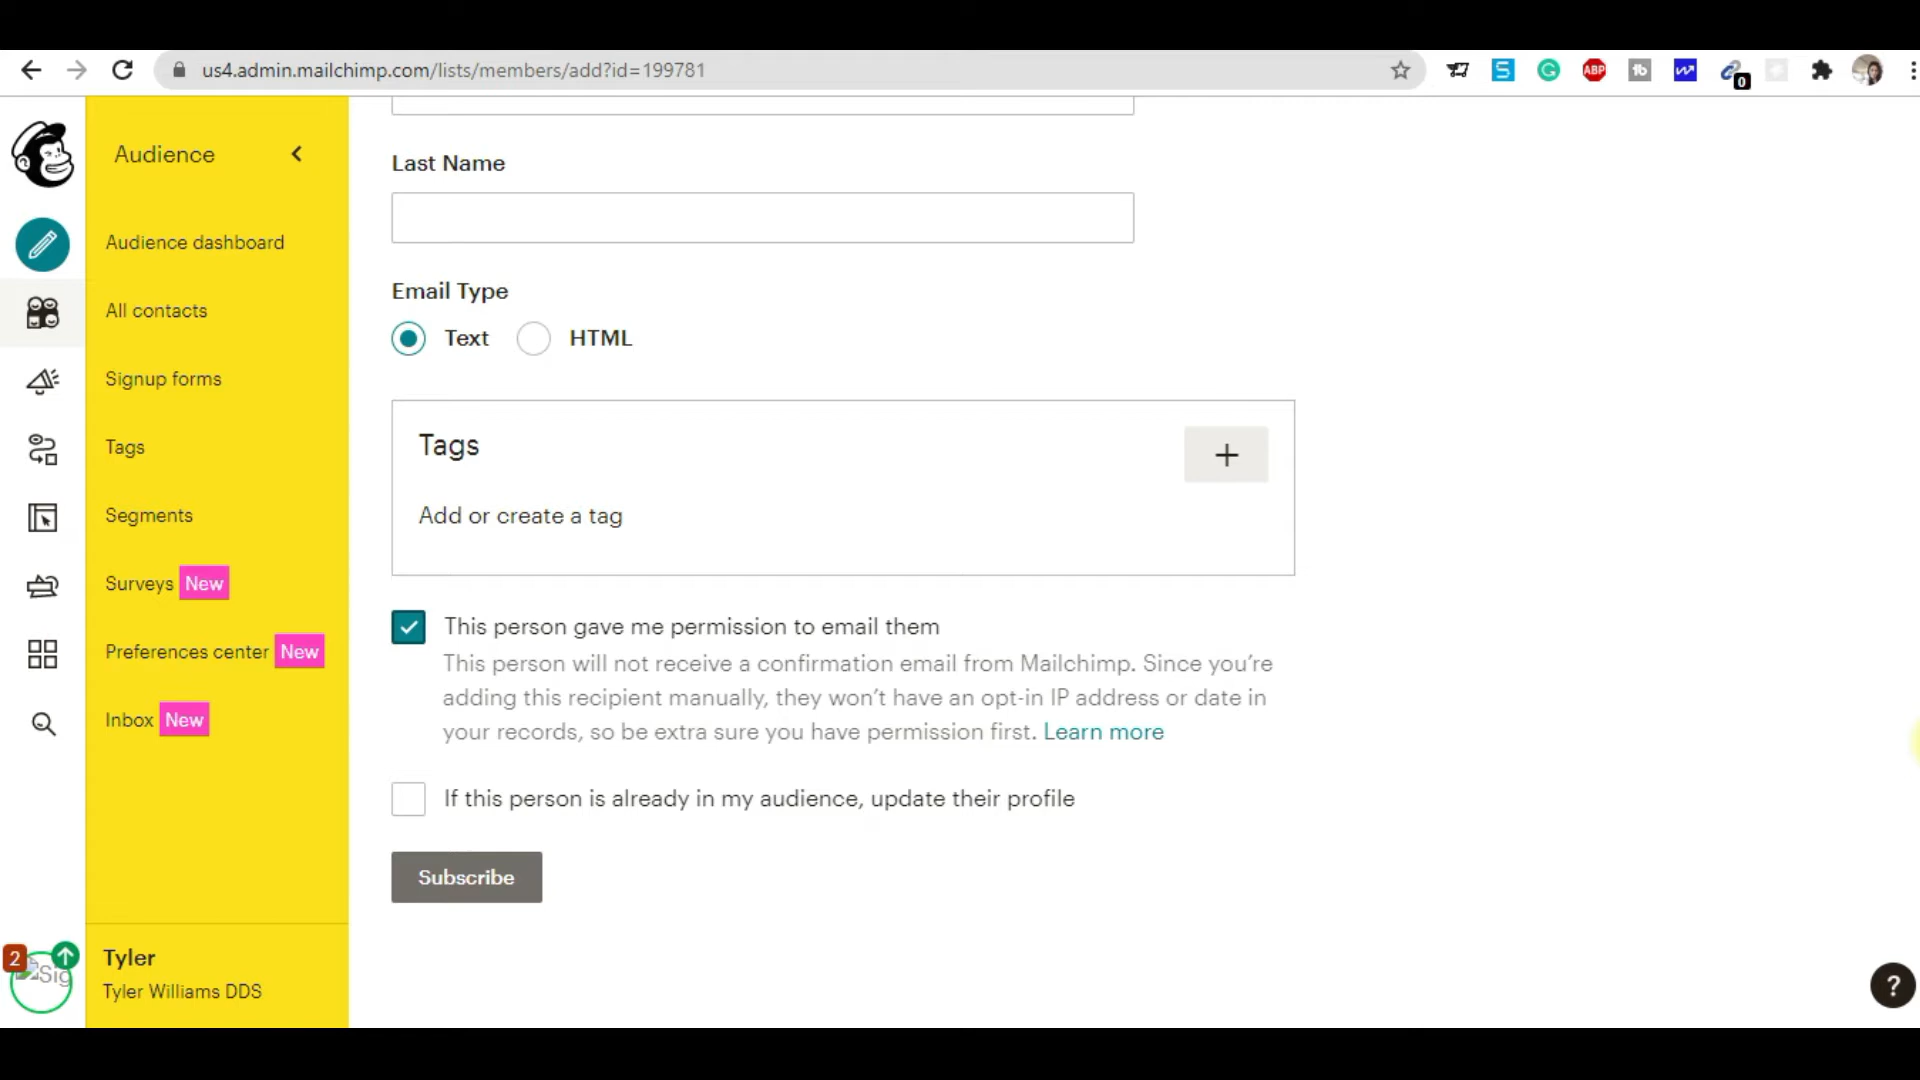 us4.admin.mailchimp.com/lists/members/add?id=199781
ABP
0
Audience
Audience dashboard
All contacts
Signup forms
Tags
Segments
Surveys New
Preferences center New
Inbox New
2
Sig
Tyler
Tyler Williams DDS
Last Name
Email Type
Text HTML
Tags
+
Add or create a tag
This person gave me permission to email them
This person will not receive a confirmation email from Mailchimp. Since you’re
adding this recipient manually, they won’t have an opt-in IP address or date in
your records, so be extra sure you have permission first. Learn more
If this person is already in my audience, update their profile
Subscribe
?